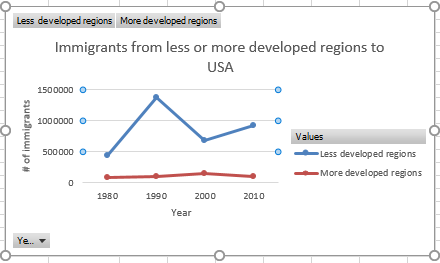 Less developed regions More developed regions
Immigrants from less or more developed regions to
USA
1500000
1000000
500000
0
# of immigrants
1980 1990 2000 2010
Year
Values
Less developed regions
More developed regions
Ye...